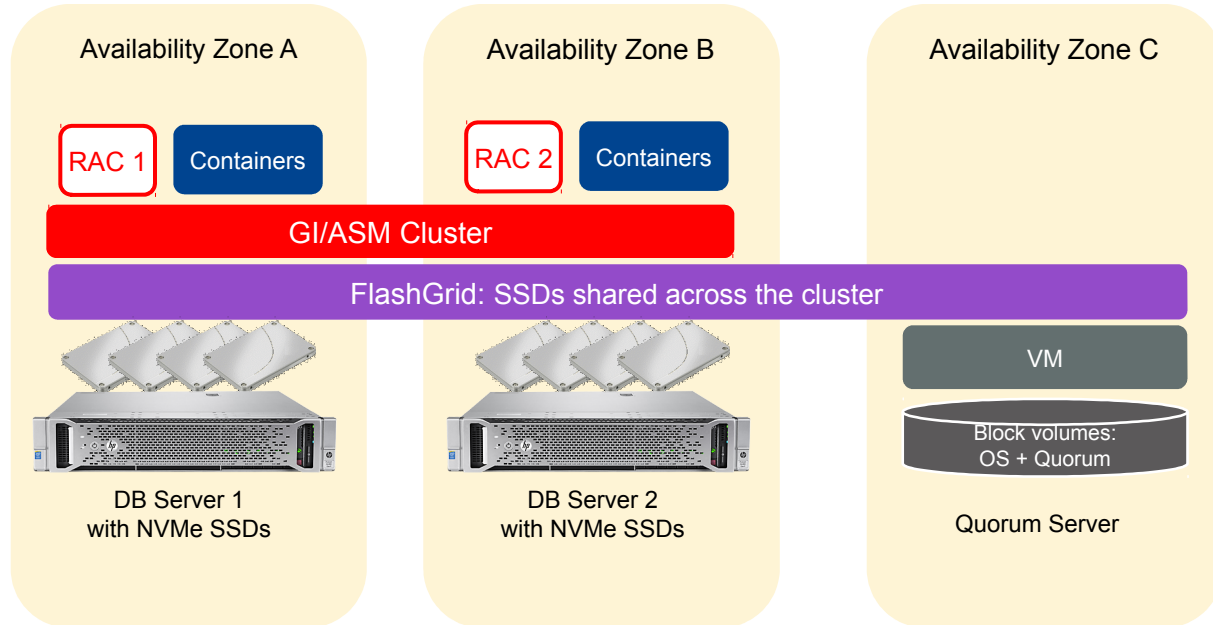 Availability Zone A
Availability Zone B
Availability Zone C
RAC 1
Containers
RAC 2
Containers
GI/ASM Cluster
FlashGrid: SSDs shared across the cluster
VM
Block volumes:
OS + Quorum
DB Server 1
with NVMe SSDs
DB Server 2
with NVMe SSDs
Quorum Server
hp
hp